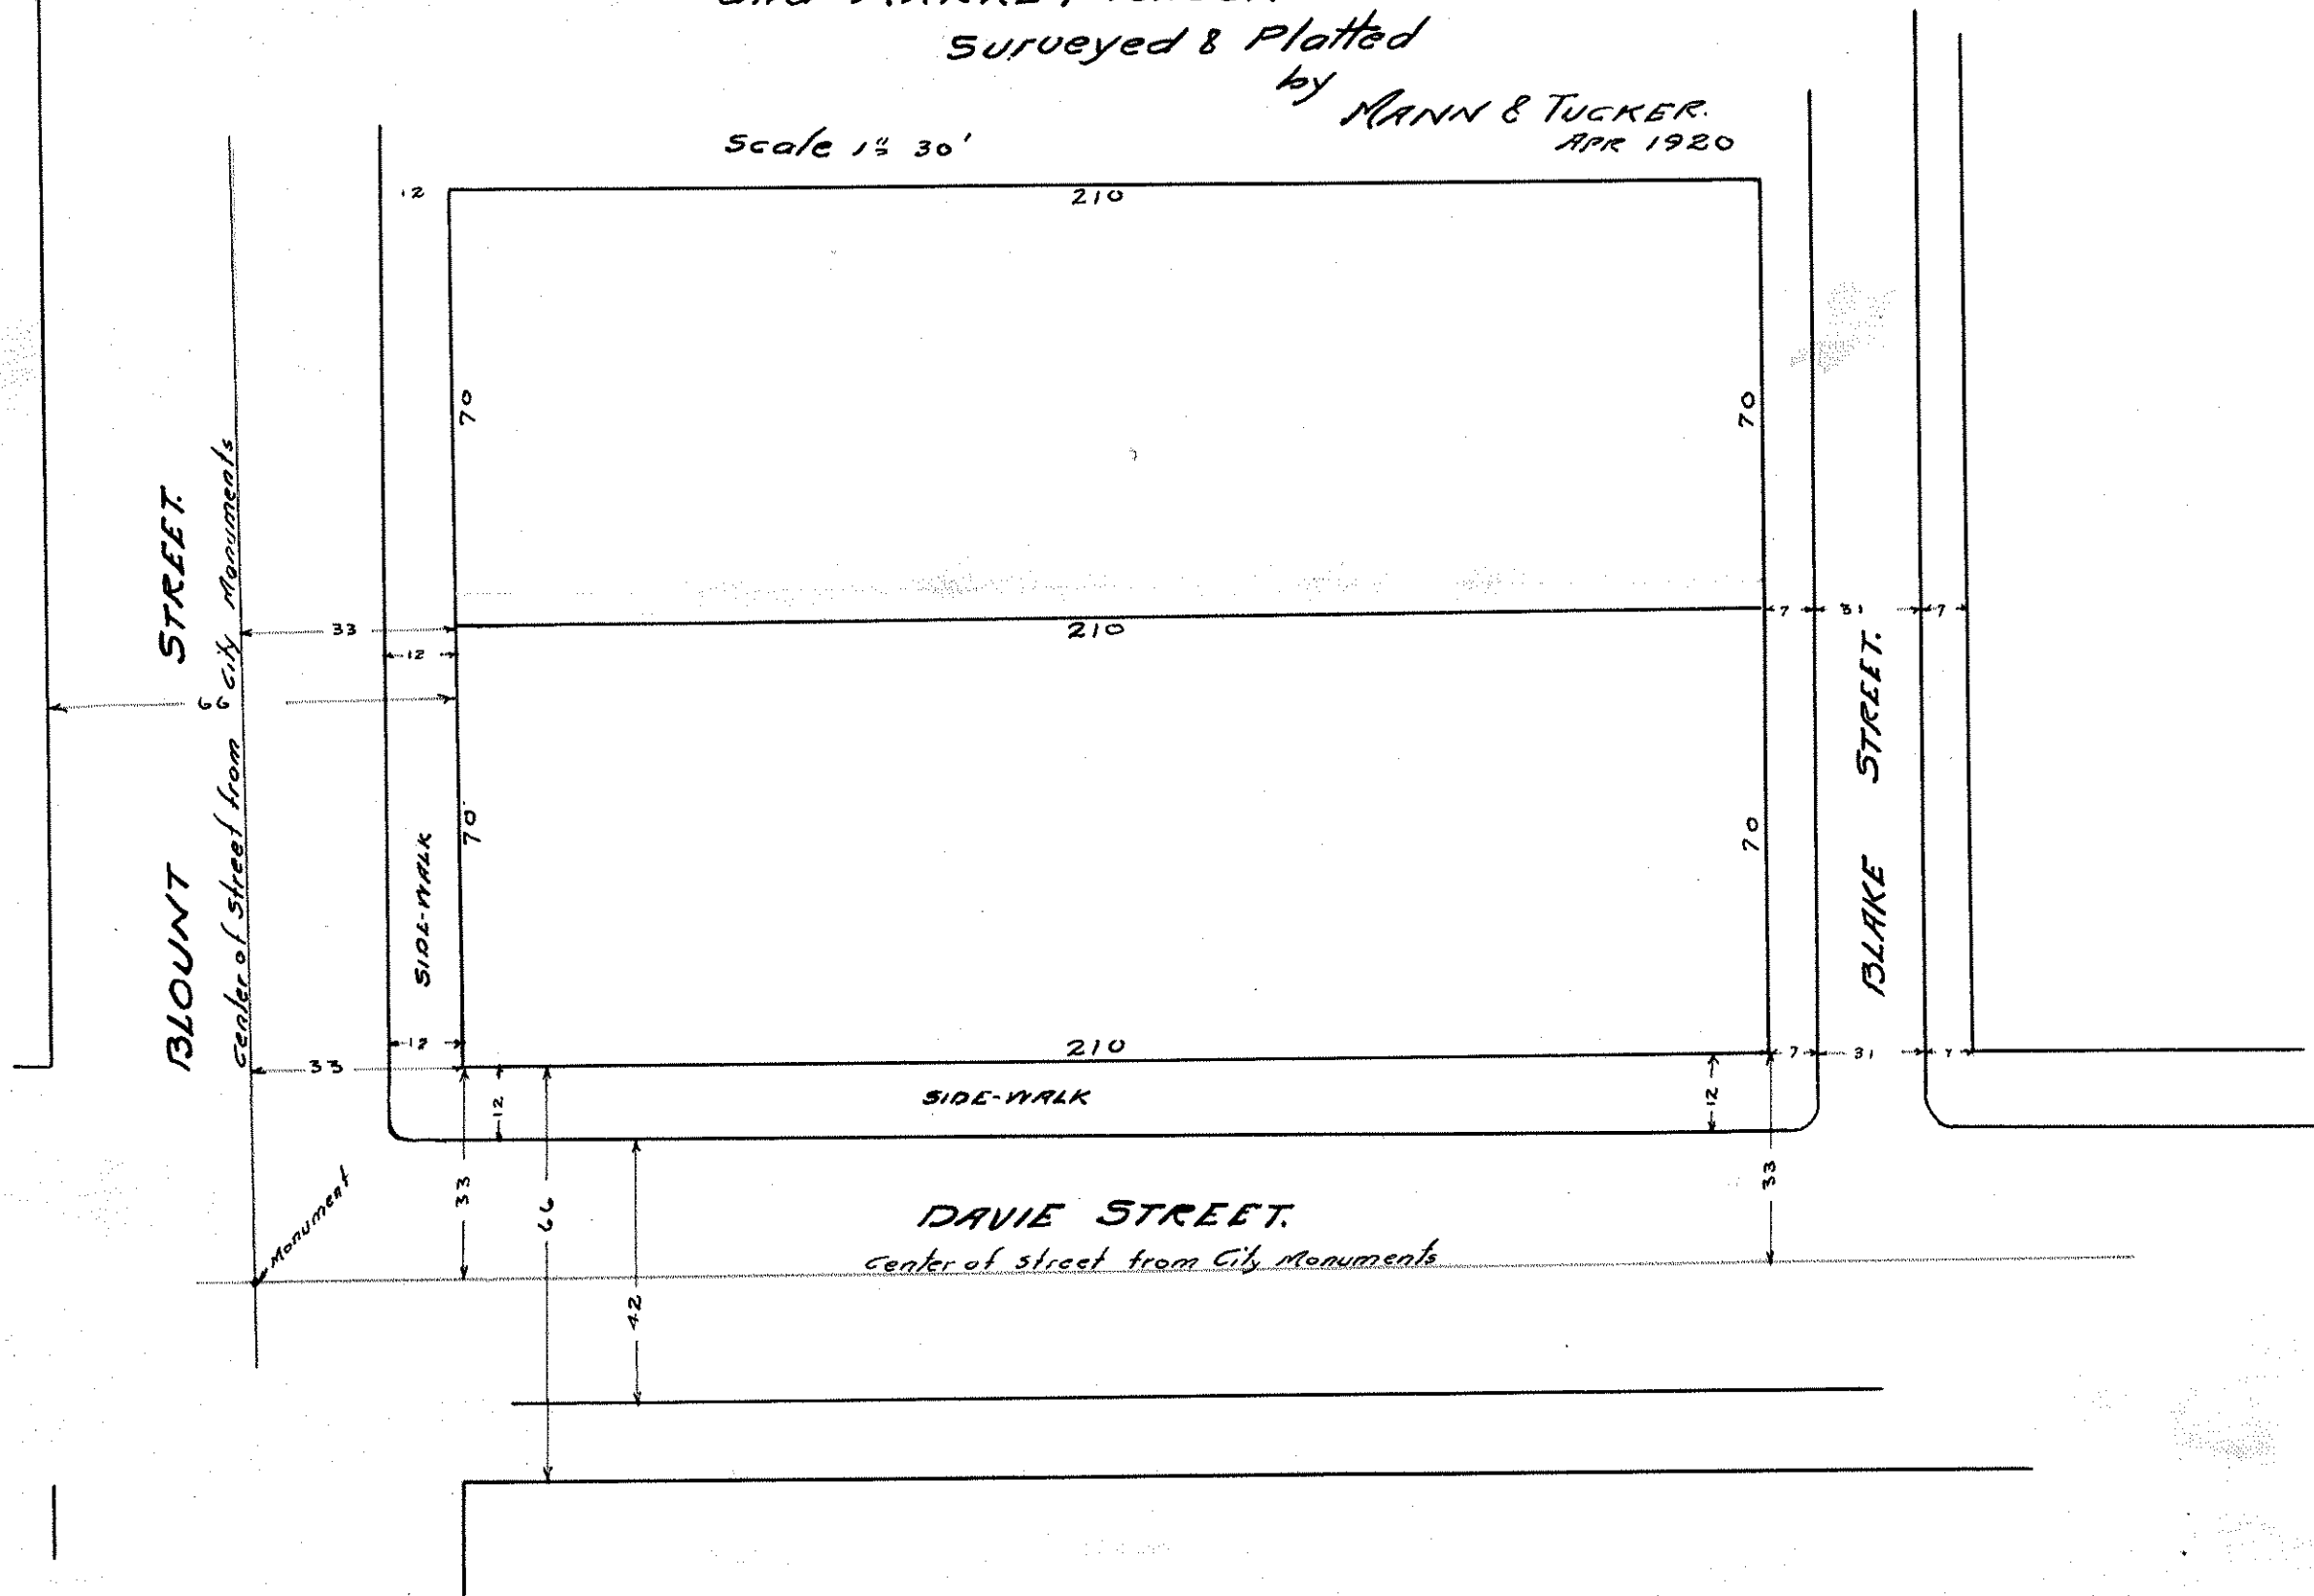 Surveyed & Platted
by
MANN & TUCKER.
APR 1920
Scale 1"= 30'
12
210
70
70
STREET.
BLOUNT
Center of street from City Monuments
33
12
66
210
7 31 7
70
SIDE-WALK
70
BLAKE STREET.
12
33
210
7 31 7
12
SIDE-WALK
12
33
66
42
33
Monument
DAVIE STREET.
Center of street from City Monuments